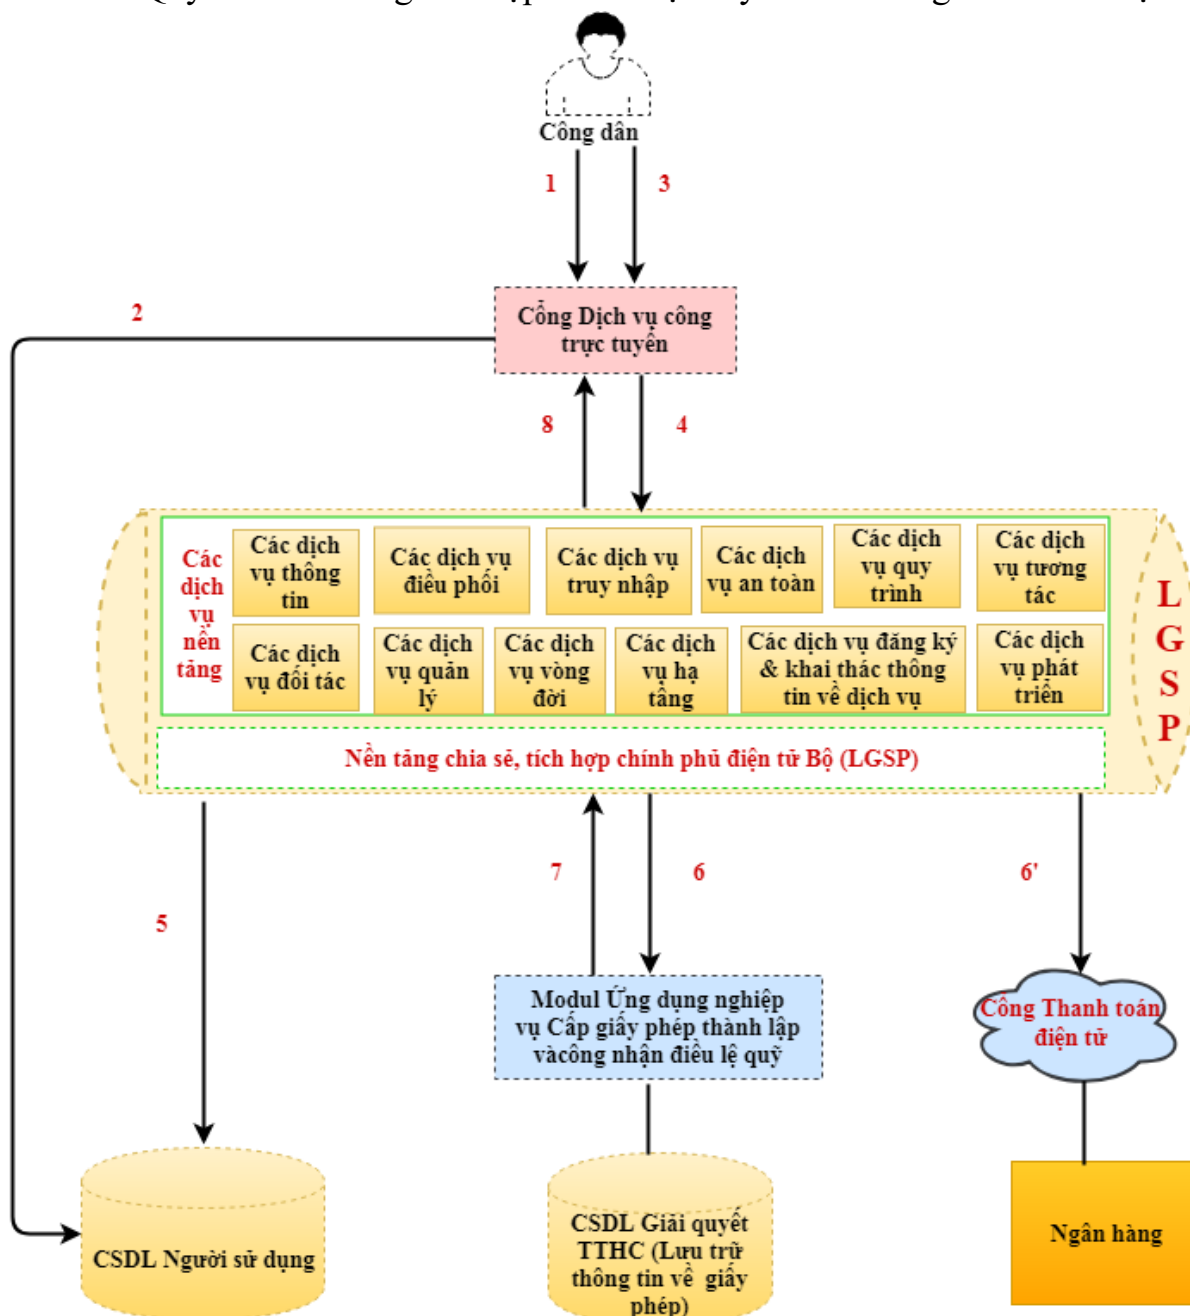 Công dân
1
3
2
Cổng Dịch vụ công
trực tuyến
8
4
Các
dịch
vụ
nền
tảng
Các dịch
vụ thông
tin
Các dịch vụ
điều phối
Các dịch vụ
truy nhập
Các dịch
vụ an toàn
Các dịch
vụ quy
trình
Các dịch
vụ tương
tác
Các dịch
vụ đối tác
Các dịch
vụ quản
lý
Các dịch
vụ vòng
đời
Các dịch
vụ hạ
tầng
Các dịch vụ đăng ký
& khai thác thông
tin về dịch vụ
Các dịch
vụ phát
triển
L
G
S
P
Nền tảng chia sẻ, tích hợp chính phủ điện tử Bộ (LGSP)
5
7
6
6'
Modul Ứng dụng nghiệp
vụ Cấp giấy phép thành lập
vàcông nhận điều lệ quỹ
Cổng Thanh toán
điện tử
CSDL Người sử dụng
CSDL Giải quyết
TTHC (Lưu trữ
thông tin về giấy
phép)
Ngân hàng